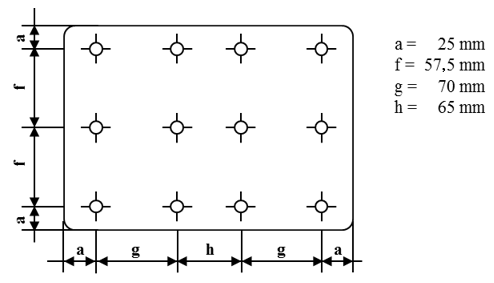 a
f
f
a
a g h g a
a = 25 mm
f = 57,5 mm
g = 70 mm
h = 65 mm